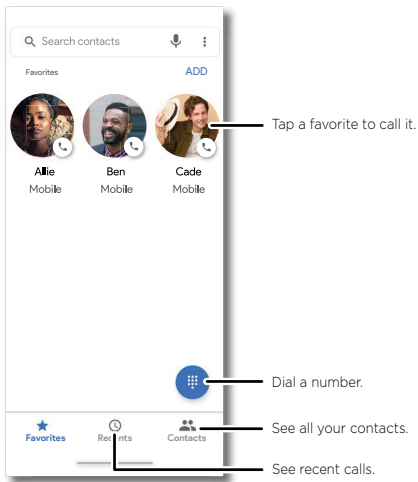 Search contacts
Favorites ADD
Tap a favorite to call it.
Allie Ben Cade
Mobile Mobile Mobile
Dial a number.
Favorites Recents Contacts
See all your contacts.
See recent calls.